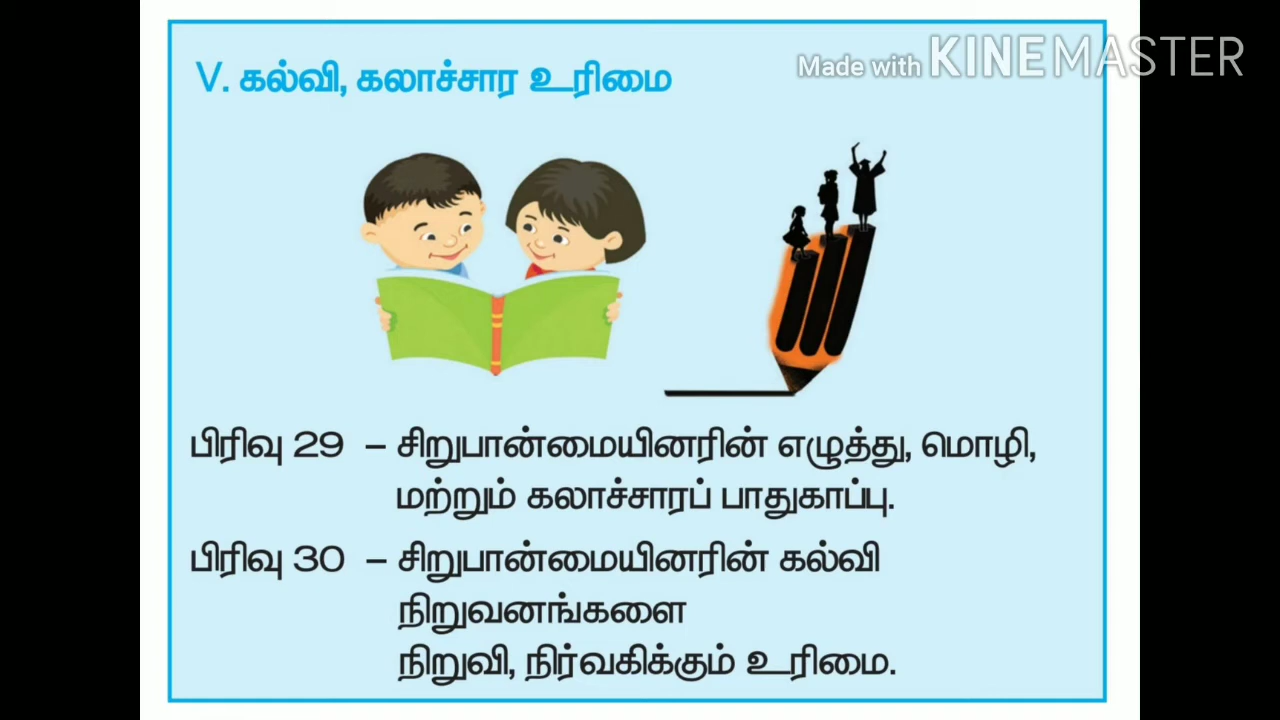 Made with KINEMASTER
V. கல்வி, கலாச்சார உரிமை
பிரிவு 29 – சிறுபான்மையினரின் எழுத்து, மொழி,
மற்றும் கலாச்சாரப் பாதுகாப்பு.
பிரிவு 30 – சிறுபான்மையினரின் கல்வி
நிறுவனங்களை
நிறுவி, நிர்வகிக்கும் உரிமை.